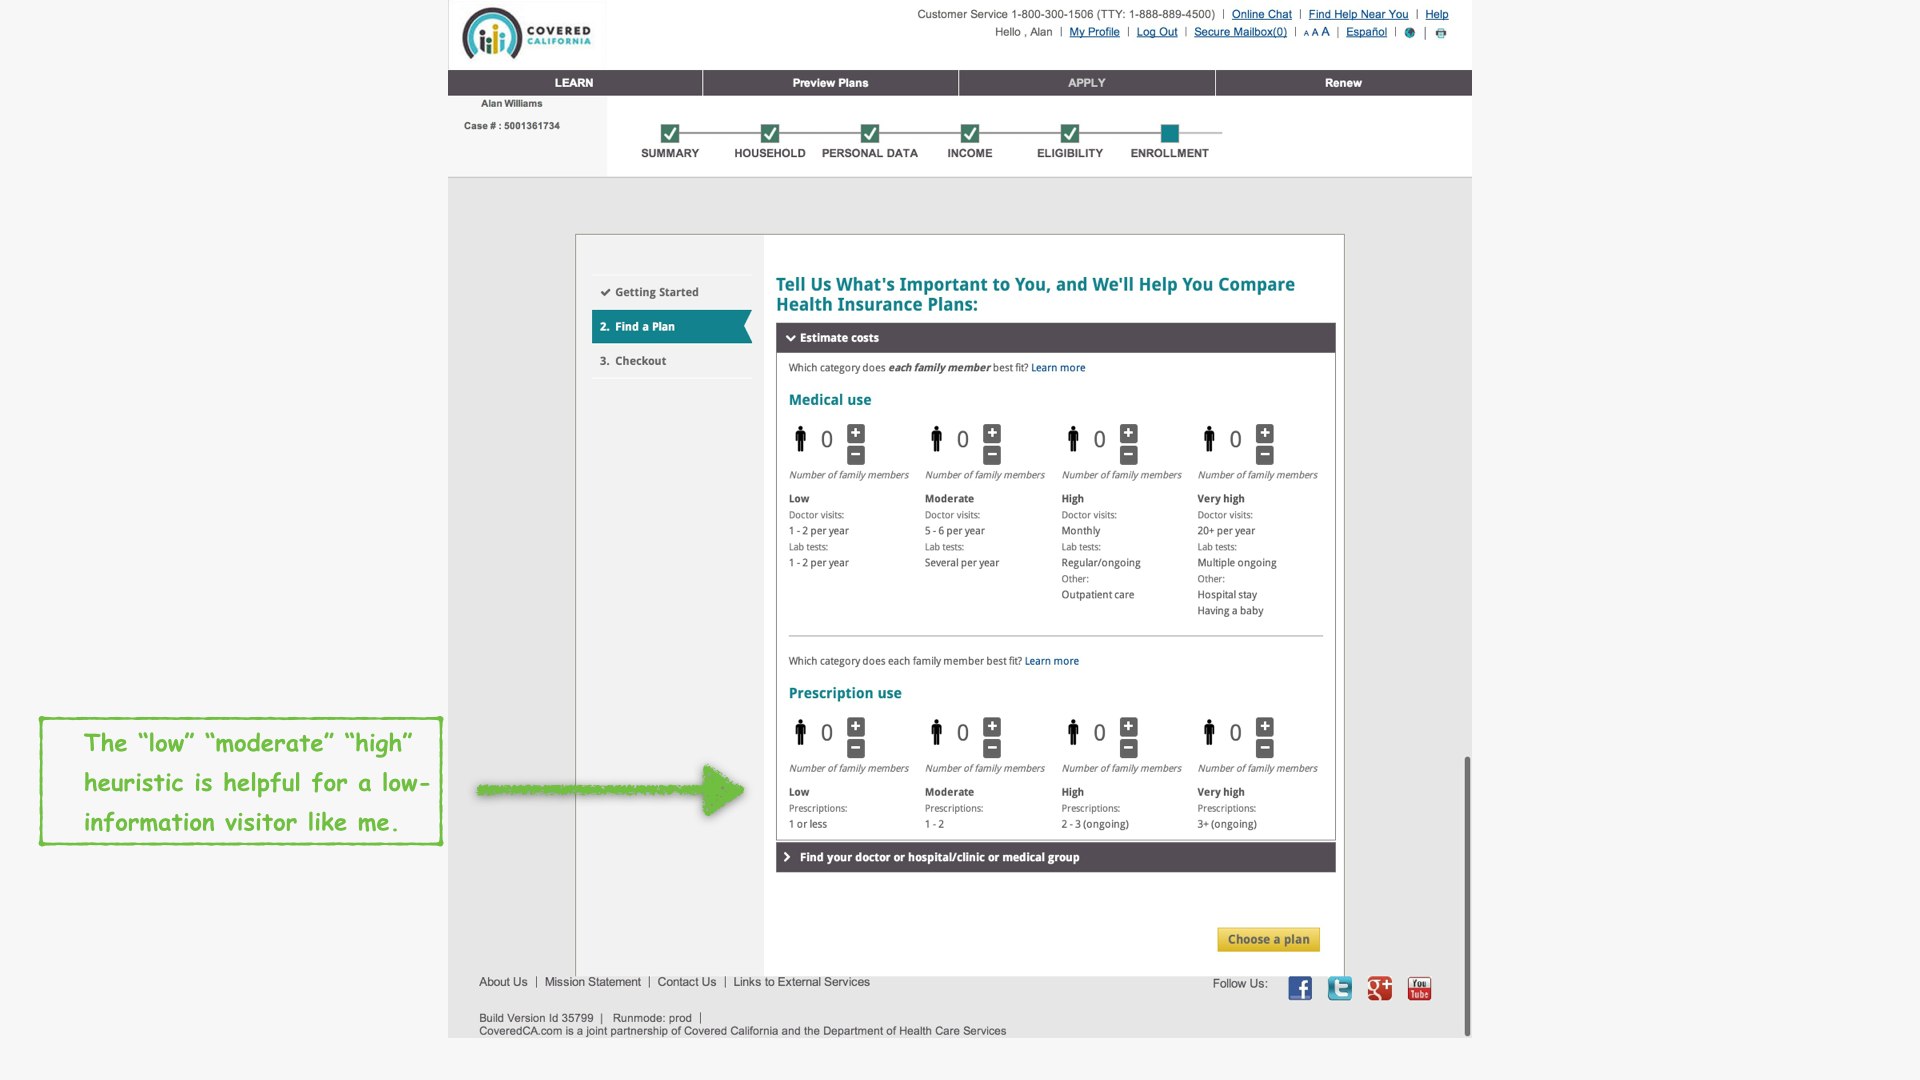 COVERED
CALIFORNIA
Customer Service 1-800-300-1506 (TTY: 1-888-889-4500) | Online Chat | Find Help Near You | Help
Hello , Alan | My Profile | Log Out | Secure Mailbox(0) | A A A | Español |
LEARN Preview Plans APPLY Renew
Alan Williams
Case # : 5001361734
SUMMARY HOUSEHOLD PERSONAL DATA INCOME ELIGIBILITY ENROLLMENT
Getting Started
2. Find a Plan
3. Checkout
Tell Us What's Important to You, and We'll Help You Compare
Health Insurance Plans:
Estimate costs
Which category does each family member best fit? Learn more
Medical use
0 + − 0 + − 0 + − 0 + −
Number of family members Number of family members Number of family members Number of family members
Low Moderate High Very high
Doctor visits: Doctor visits: Doctor visits: Doctor visits:
1 - 2 per year 5 - 6 per year Monthly 20+ per year
Lab tests: Lab tests: Lab tests: Lab tests:
1 - 2 per year Several per year Regular/ongoing Multiple ongoing
Other: Other:
Outpatient care Hospital stay
Having a baby
Which category does each family member best fit? Learn more
Prescription use
0 + − 0 + − 0 + − 0 + −
Number of family members Number of family members Number of family members Number of family members
Low Moderate High Very high
Prescriptions: Prescriptions: Prescriptions: Prescriptions:
1 or less 1 - 2 2 - 3 (ongoing) 3+ (ongoing)
Find your doctor or hospital/clinic or medical group
Choose a plan
The “low” “moderate” “high”
heuristic is helpful for a low-
information visitor like me.
About Us | Mission Statement | Contact Us | Links to External Services
Follow Us: f t g+ You Tube
Build Version Id 35799 | Runmode: prod |
CoveredCA.com is a joint partnership of Covered California and the Department of Health Care Services